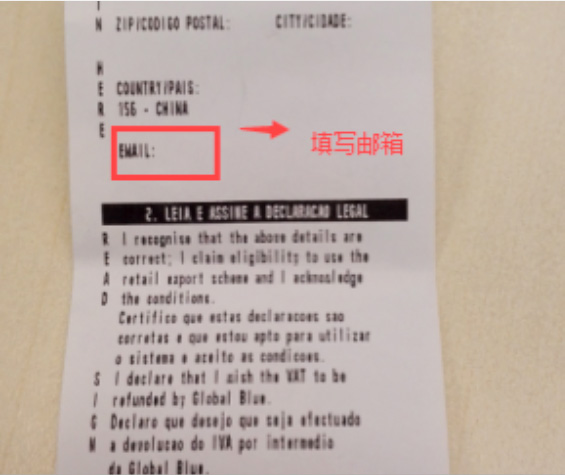 ZIP/CODIGO POSTAL: CITY/CIDADE:
COUNTRY/PAIS:
156 - CHINA
EMAIL:
填写邮箱
2. LEIA E ASSINE A DECLARACAO LEGAL
I recognise that the above details are
correct; I claim eligibility to use the
retail export scheme and I acknowledge
the conditions.
Certifico que estas declaracoes sao
corretas e que estou apto para utilizar
o sistema e aceito as condicoes.
I declare that I wish the VAT to be
refunded by Global Blue.
Declaro que desejo que seja efectuado
a devolucao do IVA por intermedio
da Global Blue.
N
HERE
READ
SIGN